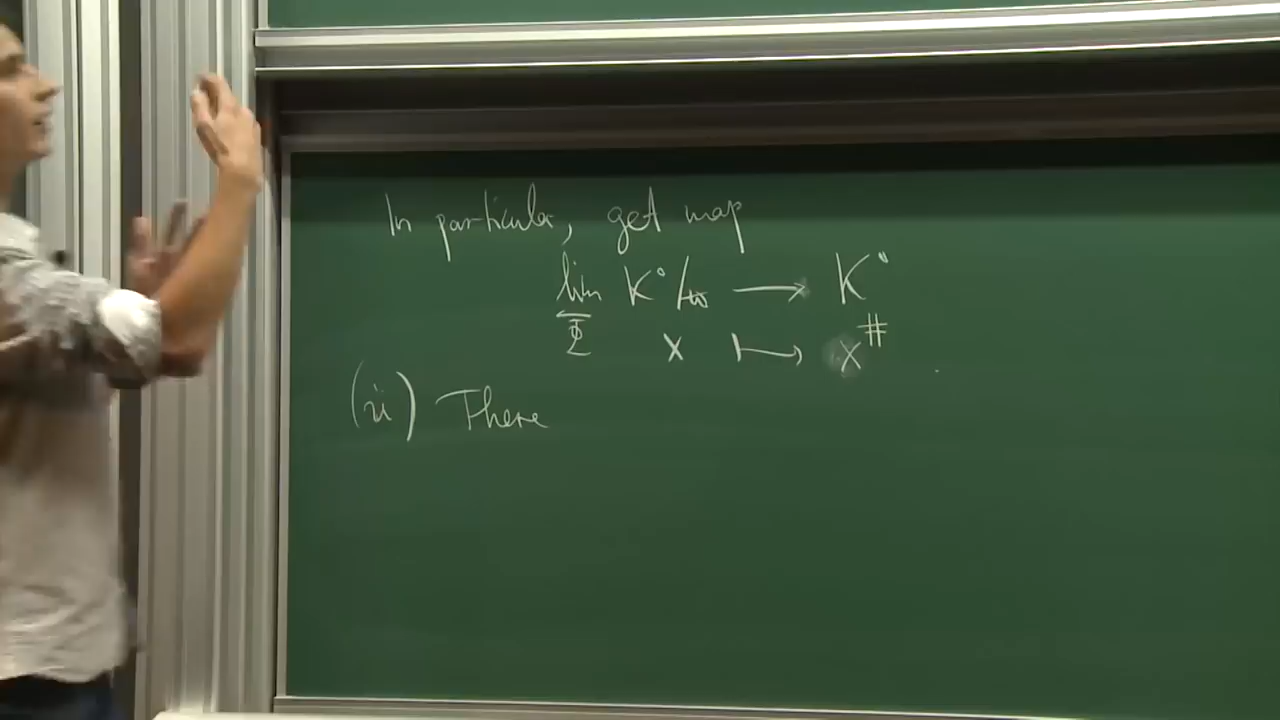 In particular, get map
lim K°/ϖ ⟶ K°
←
Φ
x ⟼ x^#
(ii) There